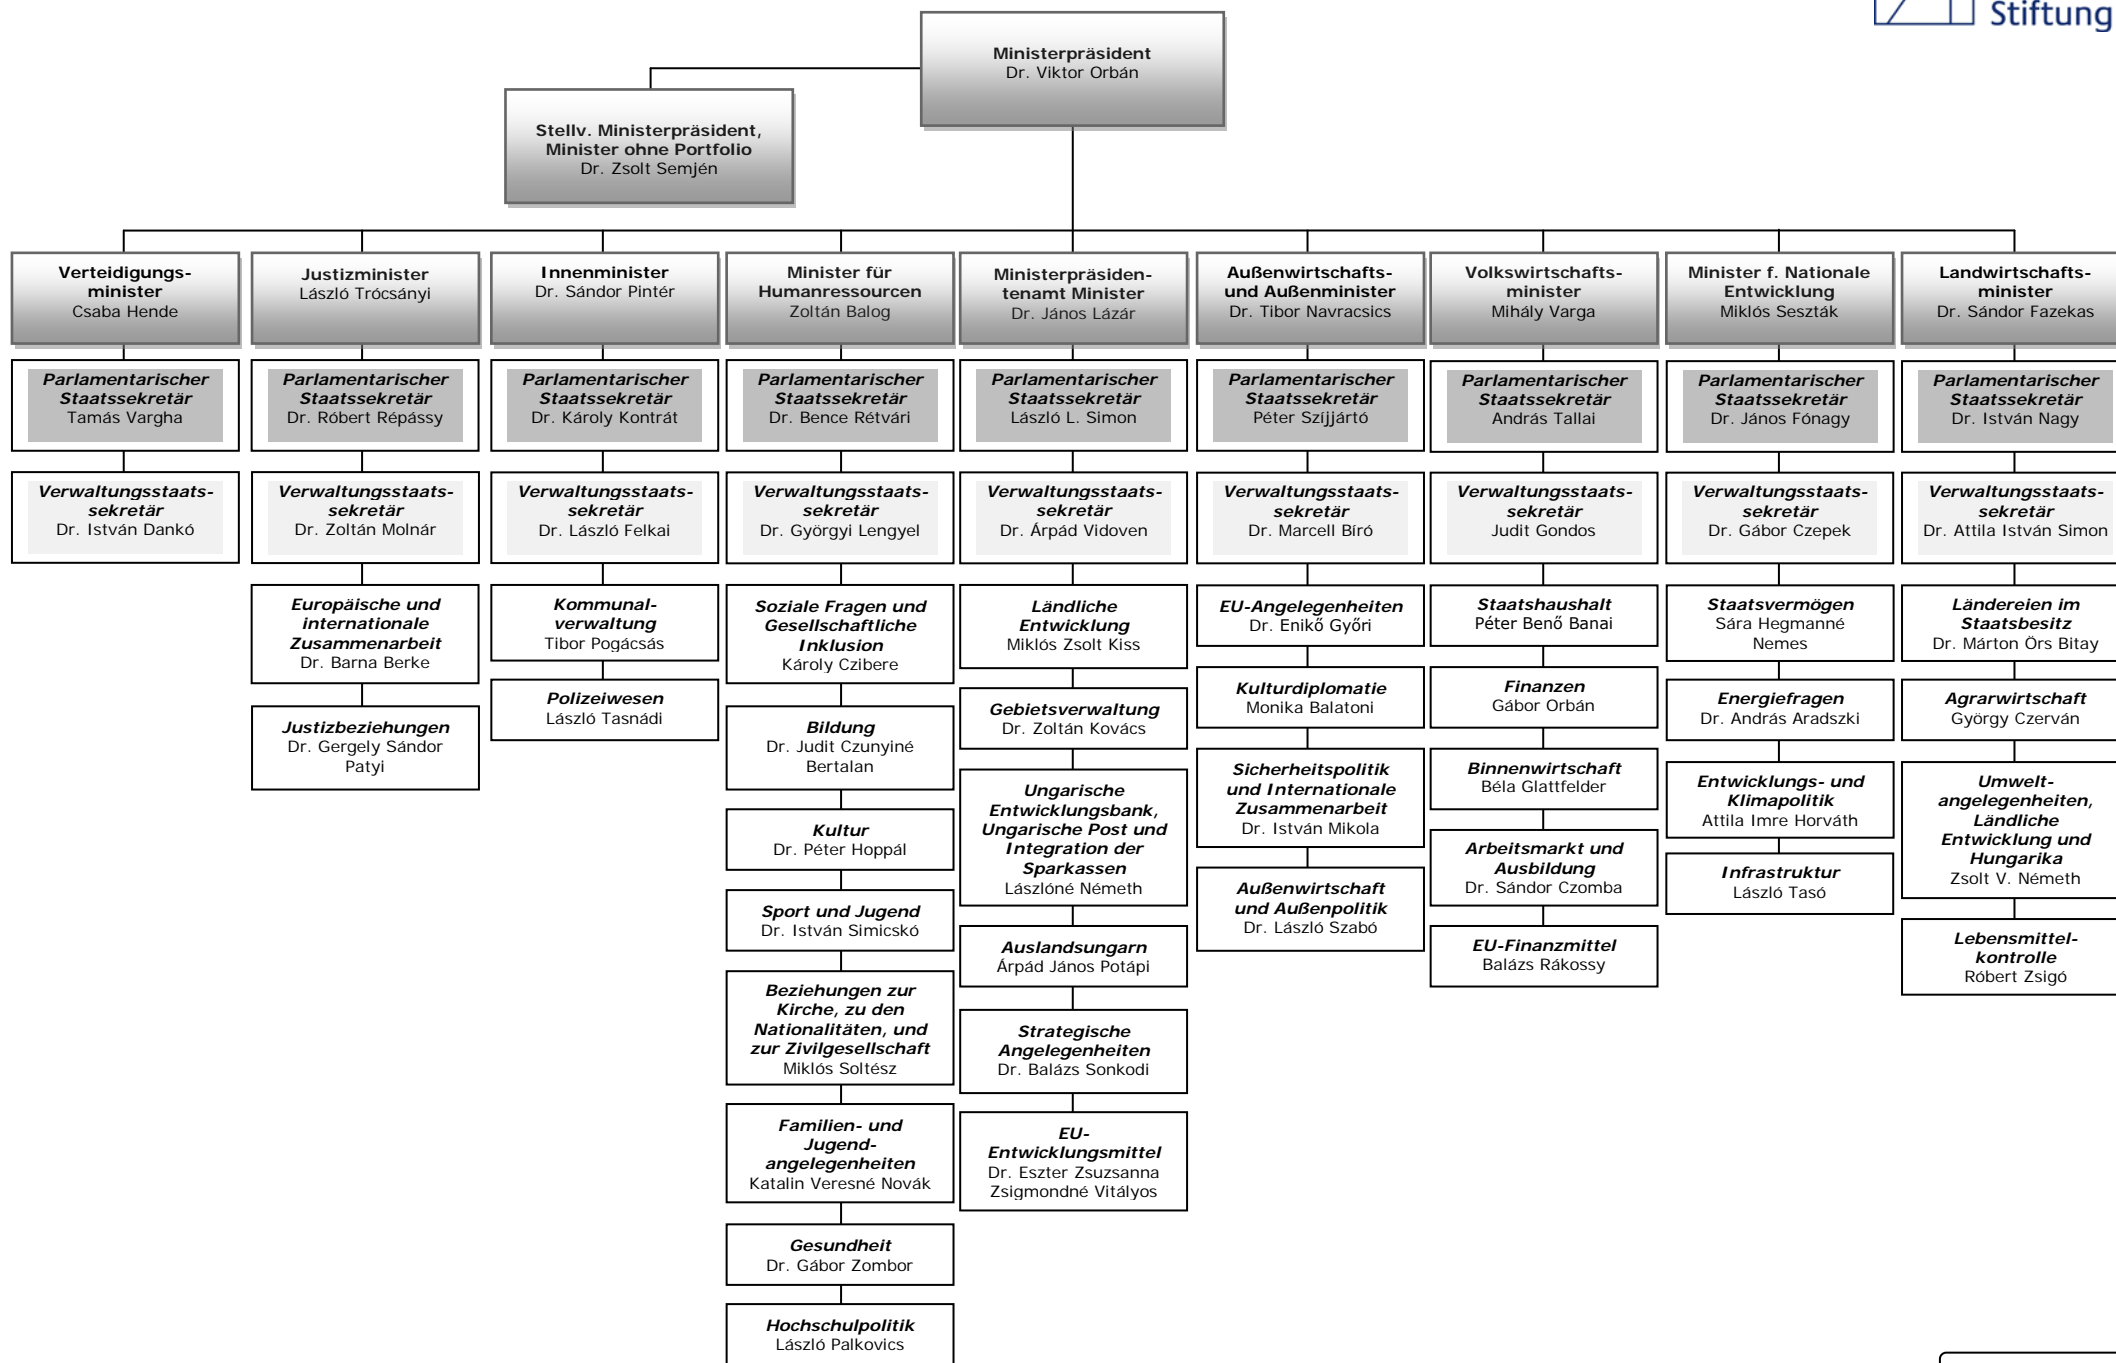 Stiftung
Ministerpräsident
Dr. Viktor Orbán
Stellv. Ministerpräsident,
Minister ohne Portfolio
Dr. Zsolt Semjén
Verteidigungs-
minister
Csaba Hende
Parlamentarischer
Staatssekretär
Tamás Vargha
Verwaltungsstaats-
sekretär
Dr. István Dankó
Justizminister
László Trócsányi
Parlamentarischer
Staatssekretär
Dr. Róbert Répássy
Verwaltungsstaats-
sekretär
Dr. Zoltán Molnár
Europäische und
internationale
Zusammenarbeit
Dr. Barna Berke
Justizbeziehungen
Dr. Gergely Sándor
Patyi
Innenminister
Dr. Sándor Pintér
Parlamentarischer
Staatssekretär
Dr. Károly Kontrát
Verwaltungsstaats-
sekretär
Dr. László Felkai
Kommunal-
verwaltung
Tibor Pogácsás
Polizeiwesen
László Tasnádi
Minister für
Humanressourcen
Zoltán Balog
Parlamentarischer
Staatssekretär
Dr. Bence Rétvári
Verwaltungsstaats-
sekretär
Dr. Györgyi Lengyel
Soziale Fragen und
Gesellschaftliche
Inklusion
Károly Czibere
Bildung
Dr. Judit Czunyiné
Bertalan
Kultur
Dr. Péter Hoppál
Sport und Jugend
Dr. István Simicskó
Beziehungen zur
Kirche, zu den
Nationalitäten, und
zur Zivilgesellschaft
Miklós Soltész
Familien- und
Jugend-
angelegenheiten
Katalin Veresné Novák
Gesundheit
Dr. Gábor Zombor
Hochschulpolitik
László Palkovics
Ministerpräsiden-
tenamt Minister
Dr. János Lázár
Parlamentarischer
Staatssekretär
László L. Simon
Verwaltungsstaats-
sekretär
Dr. Árpád Vidoven
Ländliche
Entwicklung
Miklós Zsolt Kiss
Gebietsverwaltung
Dr. Zoltán Kovács
Ungarische
Entwicklungsbank,
Ungarische Post und
Integration der
Sparkassen
Lászlóné Németh
Auslandsungarn
Árpád János Potápi
Strategische
Angelegenheiten
Dr. Balázs Sonkodi
EU-
Entwicklungsmittel
Dr. Eszter Zsuzsanna
Zsigmondné Vitályos
Außenwirtschafts-
und Außenminister
Dr. Tibor Navracsics
Parlamentarischer
Staatssekretär
Péter Szíjjártó
Verwaltungsstaats-
sekretär
Dr. Marcell Bíró
EU-Angelegenheiten
Dr. Enikő Győri
Kulturdiplomatie
Monika Balatoni
Sicherheitspolitik
und Internationale
Zusammenarbeit
Dr. István Mikola
Außenwirtschaft
und Außenpolitik
Dr. László Szabó
Volkswirtschafts-
minister
Mihály Varga
Parlamentarischer
Staatssekretär
András Tallai
Verwaltungsstaats-
sekretär
Judit Gondos
Staatshaushalt
Péter Benő Banai
Finanzen
Gábor Orbán
Binnenwirtschaft
Béla Glattfelder
Arbeitsmarkt und
Ausbildung
Dr. Sándor Czomba
EU-Finanzmittel
Balázs Rákossy
Minister f. Nationale
Entwicklung
Miklós Seszták
Parlamentarischer
Staatssekretär
Dr. János Fónagy
Verwaltungsstaats-
sekretär
Dr. Gábor Czepek
Staatsvermögen
Sára Hegmanné
Nemes
Energiefragen
Dr. András Aradszki
Entwicklungs- und
Klimapolitik
Attila Imre Horváth
Infrastruktur
László Tasó
Landwirtschafts-
minister
Dr. Sándor Fazekas
Parlamentarischer
Staatssekretär
Dr. István Nagy
Verwaltungsstaats-
sekretär
Dr. Attila István Simon
Ländereien im
Staatsbesitz
Dr. Márton Örs Bitay
Agrarwirtschaft
György Czerván
Umwelt-
angelegenheiten,
Ländliche
Entwicklung und
Hungarika
Zsolt V. Németh
Lebensmittel-
kontrolle
Róbert Zsigó